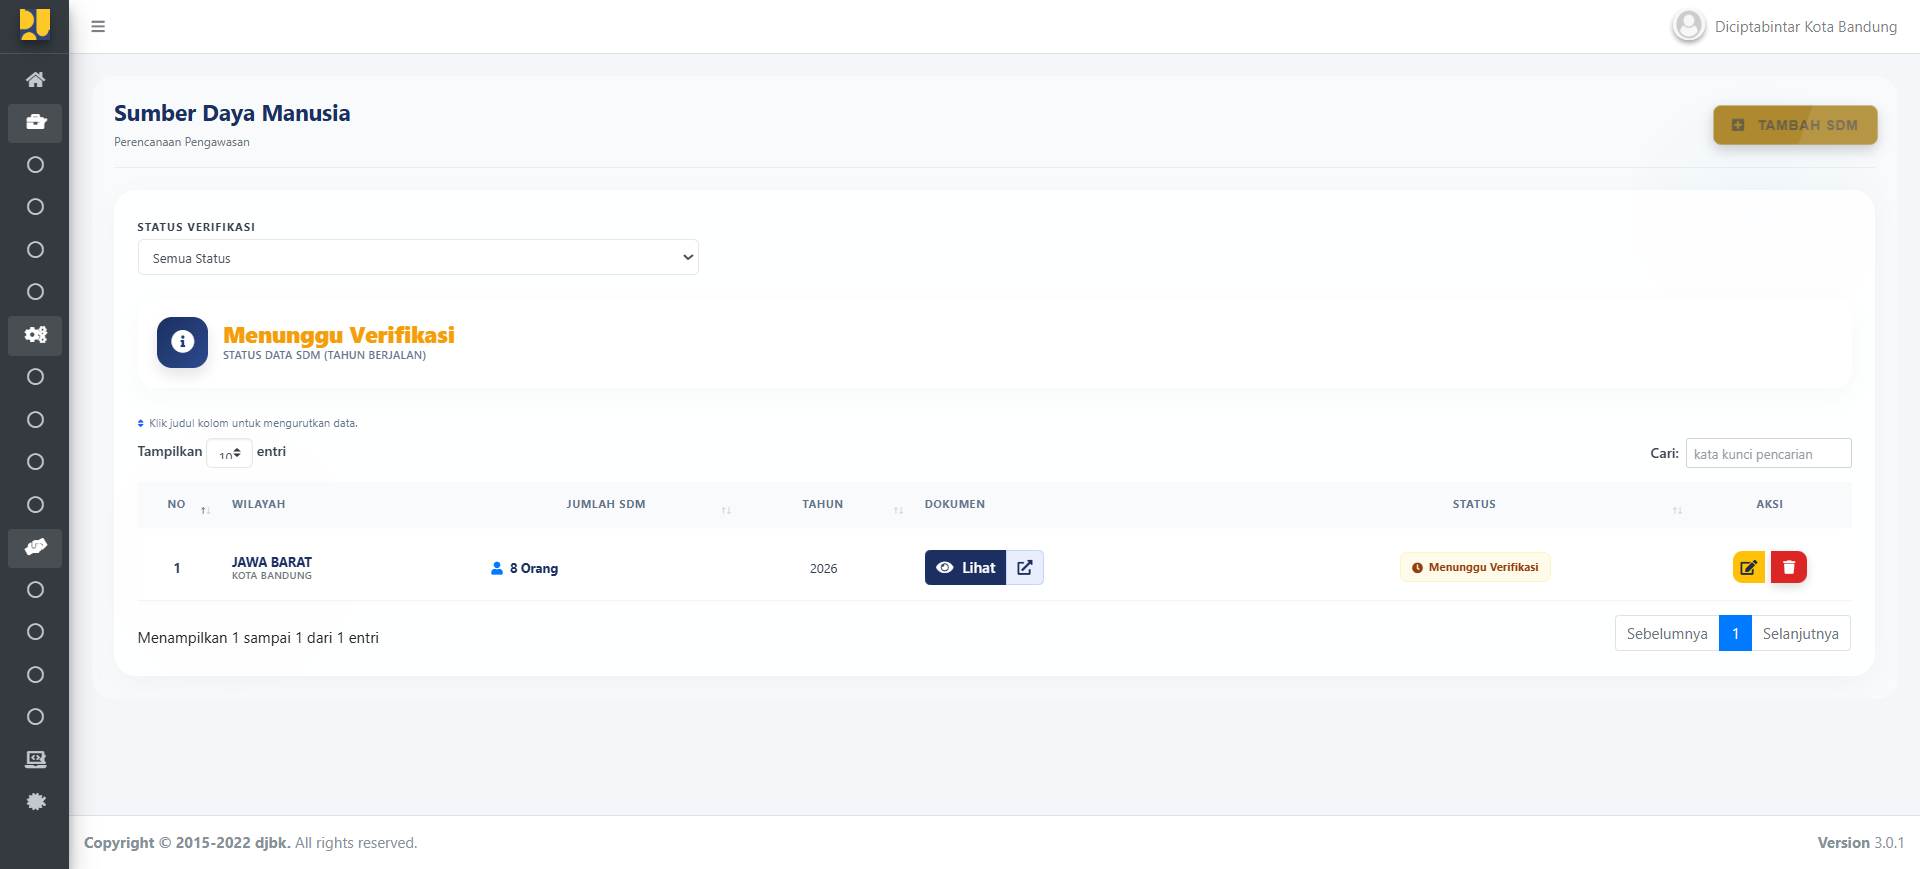 Diciptabintar Kota Bandung
Sumber Daya Manusia
Perencanaan Pengawasan
TAMBAH SDM
STATUS VERIFIKASI
Semua Status
Menunggu Verifikasi
STATUS DATA SDM (TAHUN BERJALAN)
Klik judul kolom untuk mengurutkan data.
Tampilkan 10 entri
Cari: kata kunci pencarian
NO WILAYAH JUMLAH SDM TAHUN DOKUMEN STATUS AKSI
1 JAWA BARAT 8 Orang 2026 Lihat Menunggu Verifikasi
KOTA BANDUNG
Menampilkan 1 sampai 1 dari 1 entri
Sebelumnya 1 Selanjutnya
Copyright © 2015-2022 djbk. All rights reserved.
Version 3.0.1